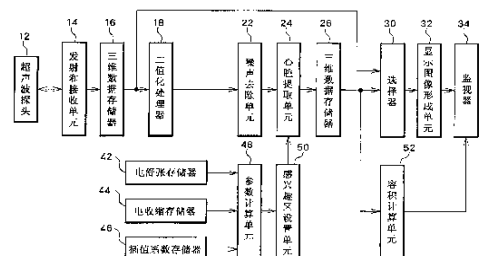 12
14
16
18
22
24
26
30
32
34
超声波探头
发射和接收单元
三维数据存储器
二值化处理器
噪声去除单元
心脏提取单元
三维数据存储器
选择器
显示图像形成单元
监视器
42
电舒张存储器
44
电收缩存储器
46
插值系数存储器
48
参数计算单元
50
感兴趣区设置单元
52
容积计算单元